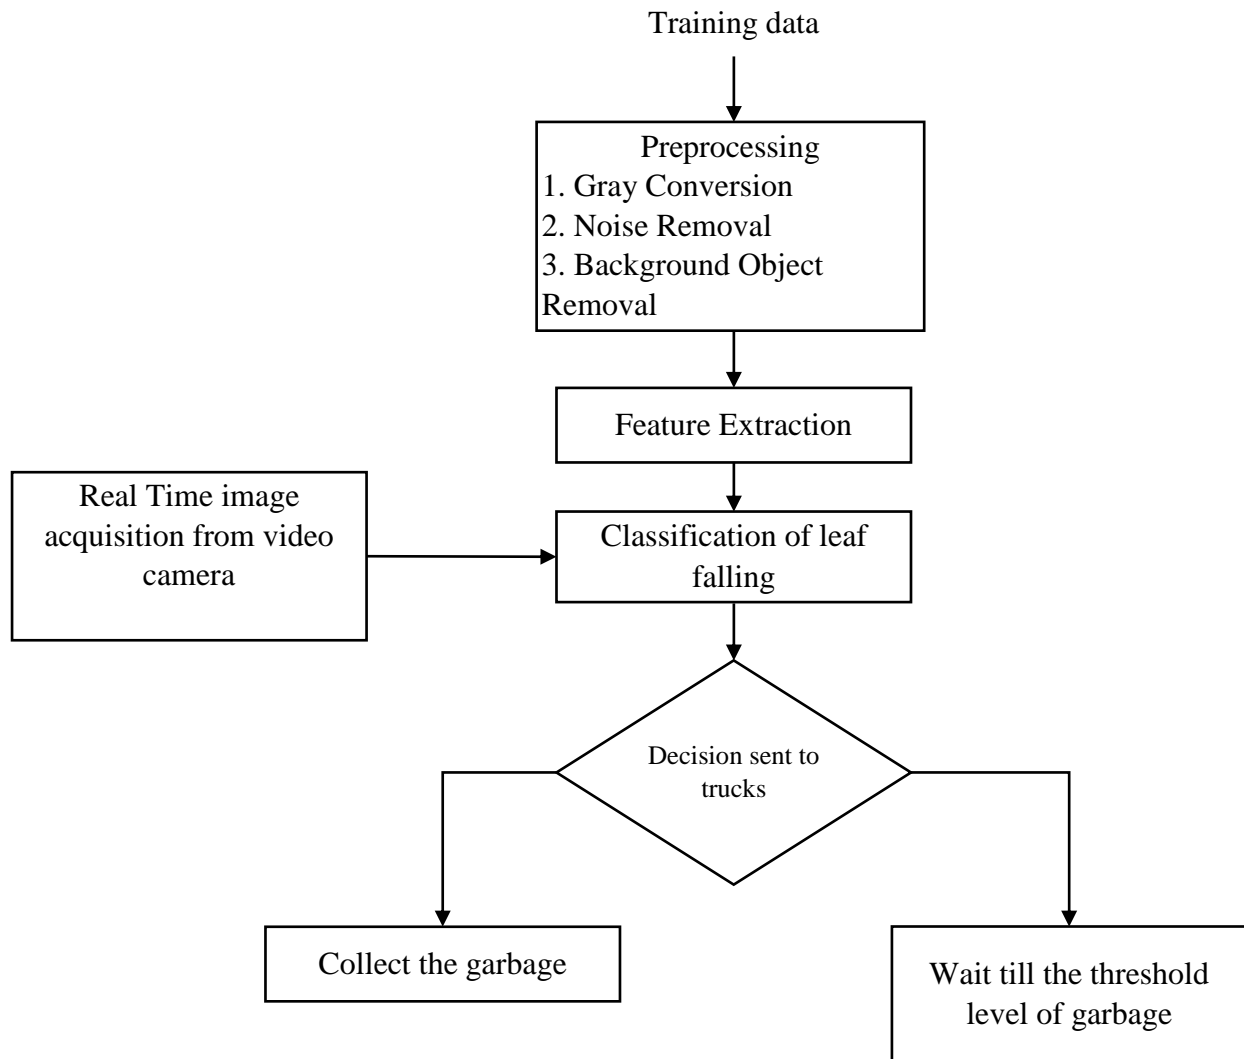 Training data
Preprocessing
1. Gray Conversion
2. Noise Removal
3. Background Object
Removal
Feature Extraction
Real Time image
acquisition from video
camera
Classification of leaf
falling
Decision sent to
trucks
Collect the garbage
Wait till the threshold
level of garbage